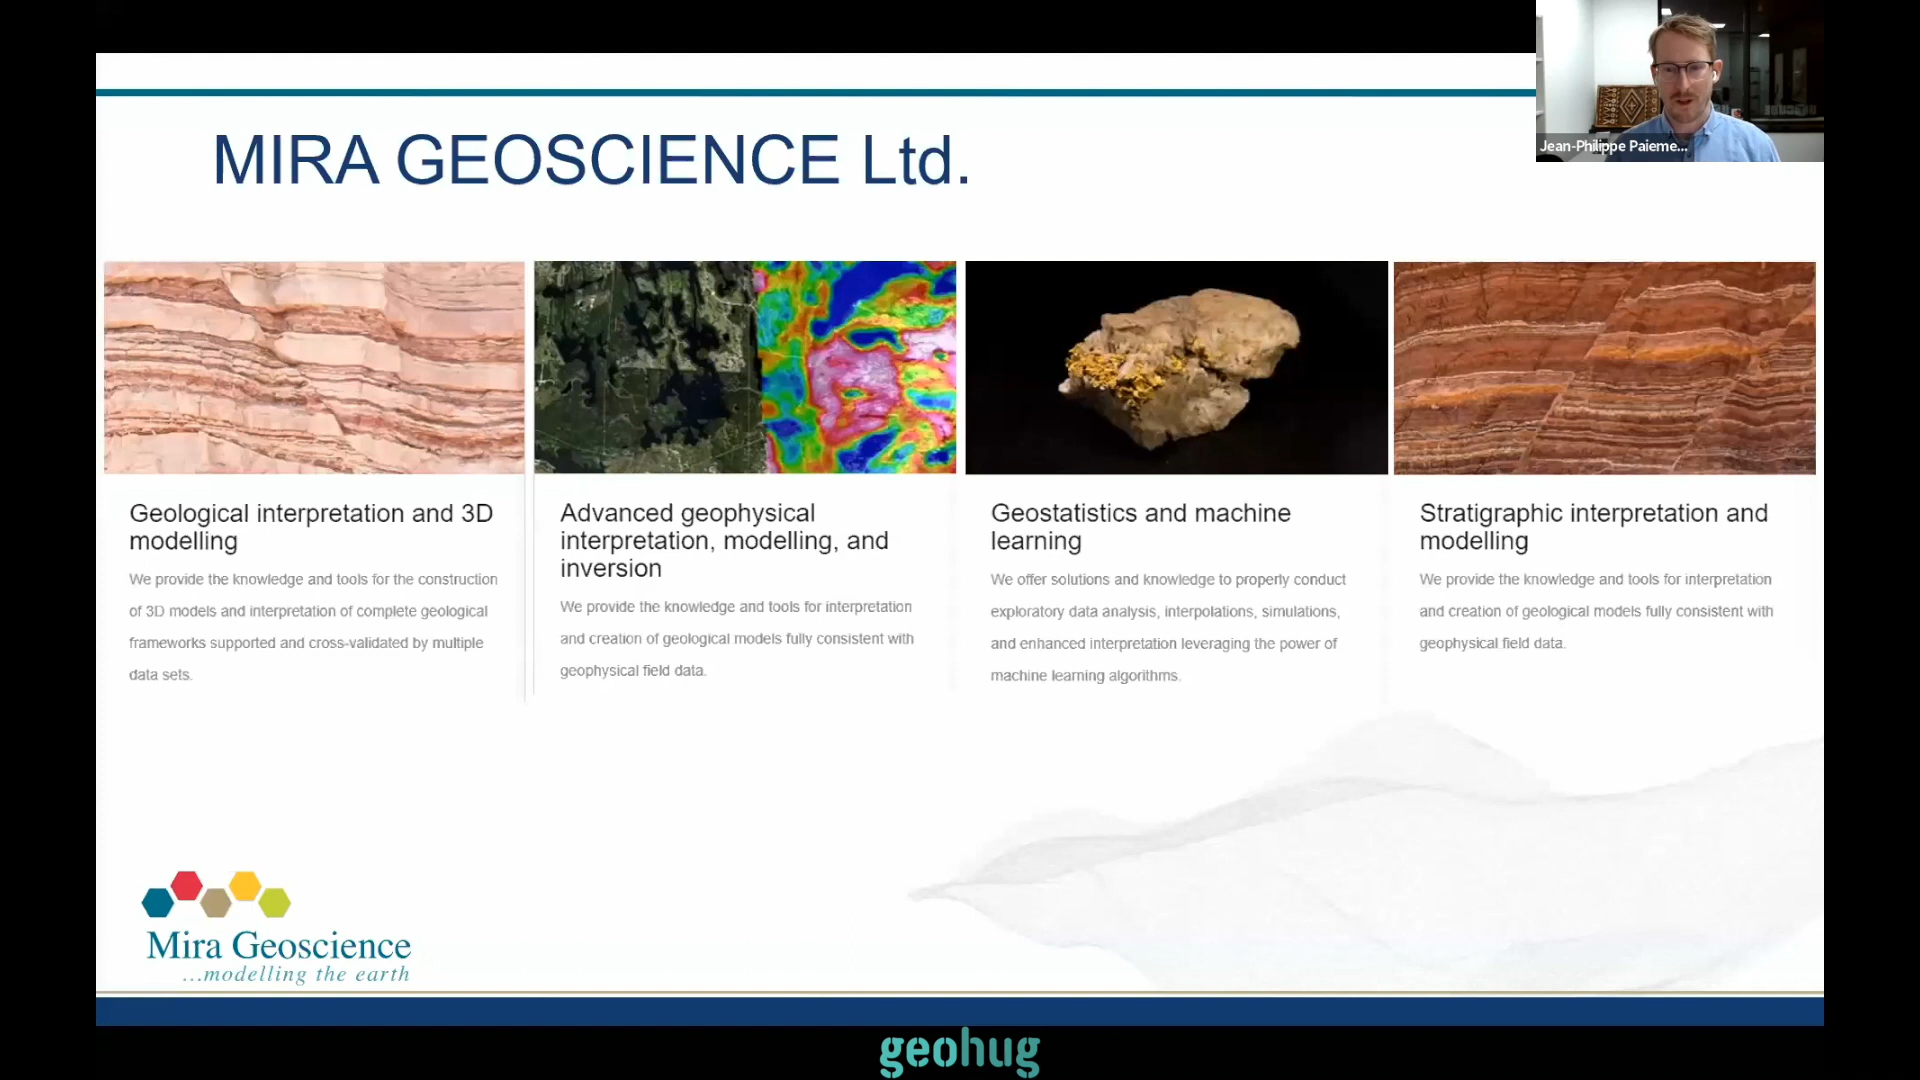 Jean-Philippe Paieme...
MIRA GEOSCIENCE Ltd.
Geological interpretation and 3D
modelling
We provide the knowledge and tools for the construction
of 3D models and interpretation of complete geological
frameworks supported and cross-validated by multiple
data sets.
Advanced geophysical
interpretation, modelling, and
inversion
We provide the knowledge and tools for interpretation
and creation of geological models fully consistent with
geophysical field data.
Geostatistics and machine
learning
We offer solutions and knowledge to properly conduct
exploratory data analysis, interpolations, simulations,
and enhanced interpretation leveraging the power of
machine learning algorithms.
Stratigraphic interpretation and
modelling
We provide the knowledge and tools for interpretation
and creation of geological models fully consistent with
geophysical field data.
Mira Geoscience
...modelling the earth
geohug